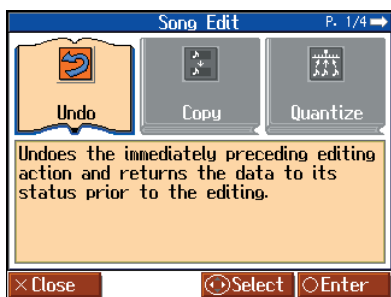 Song Edit P. 1/4
Undo Copy Quantize
Undoes the immediately preceding editing
action and returns the data to its
status prior to the editing.
×Close Select ○Enter